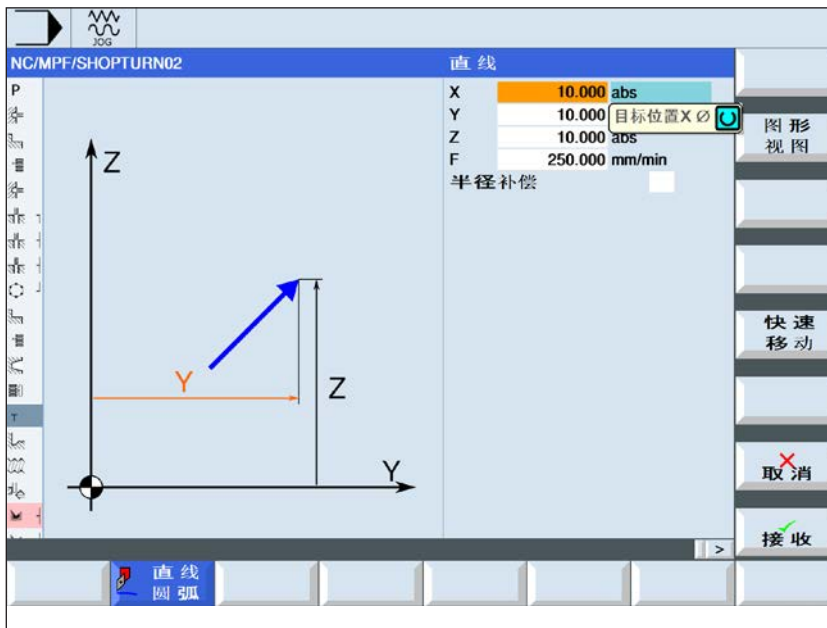 JOG
NC/MPF/SHOPTURN02
直线
P
X 10.000 abs
Y 10.000
目标位置X Ø
Z 10.000 abs
F 250.000 mm/min
半径补偿
Z
Y
Z
Y
T
图形
视图
快速
移动
取消
接收
>
直线
圆弧